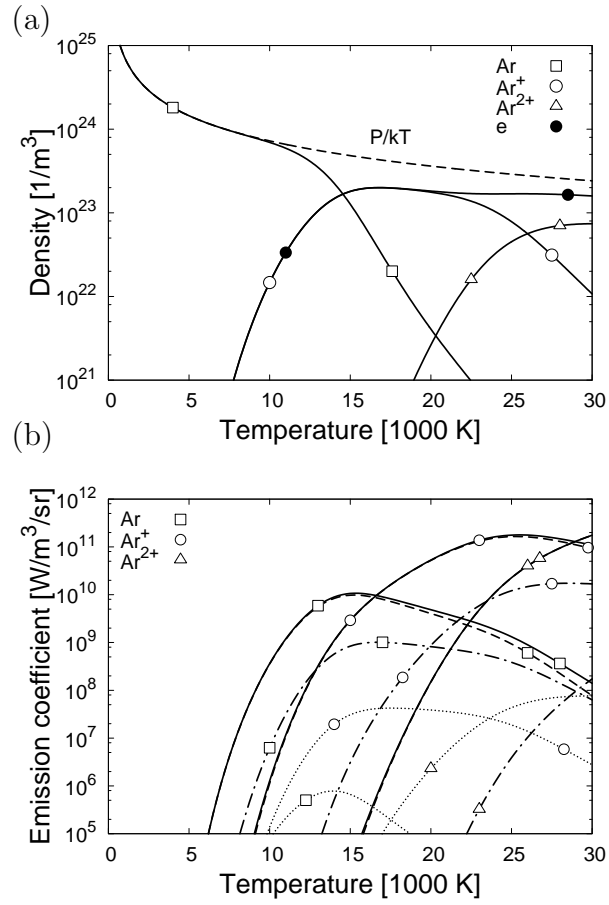 (a)
10^25
10^24
10^23
10^22
10^21
Density [1/m^3]
Ar
Ar^+
Ar^2+
e
P/kT
0 5 10 15 20 25 30
Temperature [1000 K]
(b)
10^12
10^11
10^10
10^9
10^8
10^7
10^6
10^5
Emission coefficient [W/m^3/sr]
Ar
Ar^+
Ar^2+
0 5 10 15 20 25 30
Temperature [1000 K]